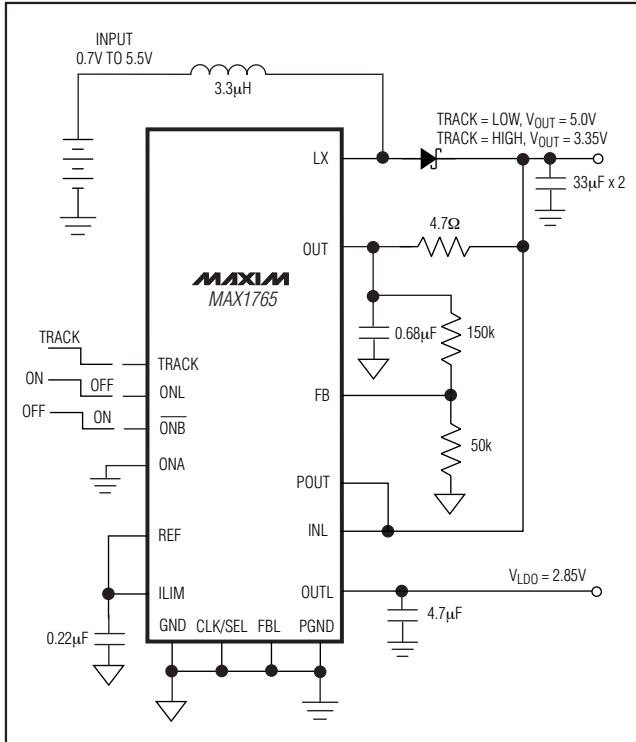 INPUT
0.7V TO 5.5V
3.3µH
TRACK = LOW, VOUT = 5.0V
TRACK = HIGH, VOUT = 3.35V
LX
33µF x 2
4.7Ω
OUT
MAXIM
MAX1765
0.68µF
150k
TRACK
TRACK
ON
OFF
ONL
FB
OFF
ON
ONB
50k
ONA
POUT
REF
INL
ILIM
OUTL
VLDO = 2.85V
4.7µF
0.22µF
GND
CLK/SEL
FBL
PGND